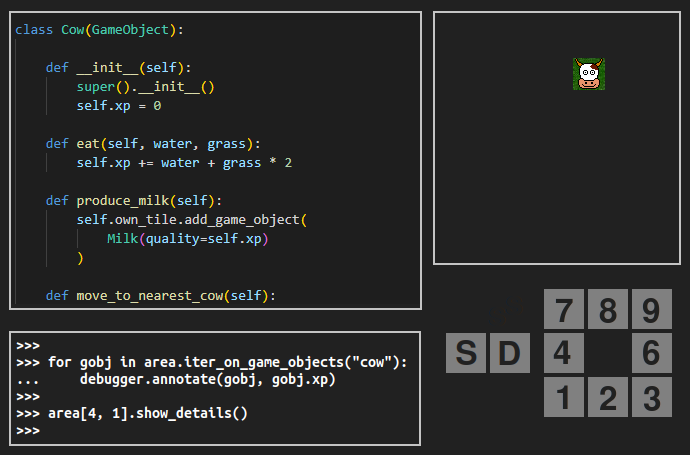 class Cow(GameObject):
    def __init__(self):
        super().__init__()
        self.xp = 0
    def eat(self, water, grass):
        self.xp += water + grass * 2
    def produce_milk(self):
        self.own_tile.add_game_object(
            Milk(quality=self.xp)
        )
    def move_to_nearest_cow(self):
>>>
>>> for gobj in area.iter_on_game_objects("cow"):
...     debugger.annotate(gobj, gobj.xp)
>>>
>>> area[4, 1].show_details()
>>>
7 8 9
S D 4 6
1 2 3